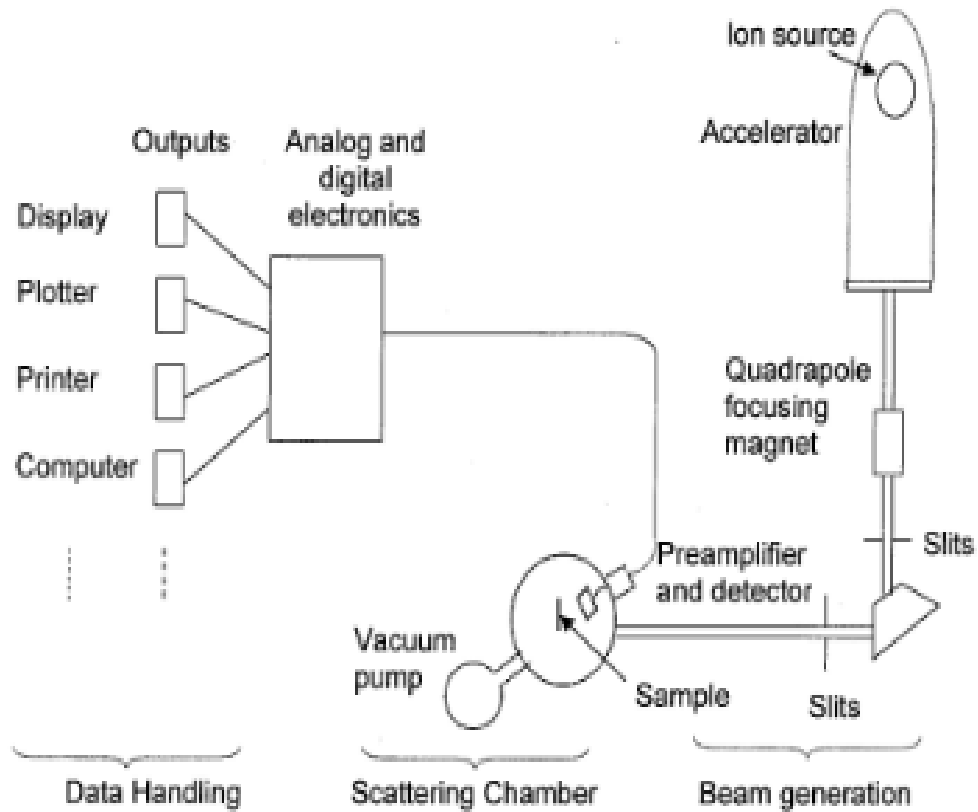 Ion source
Accelerator
Outputs
Analog and
digital
electronics
Display
Plotter
Printer
Computer
Quadrapole
focusing
magnet
Slits
Preamplifier
and detector
Vacuum
pump
Sample
Slits
Data Handling
Scattering Chamber
Beam generation